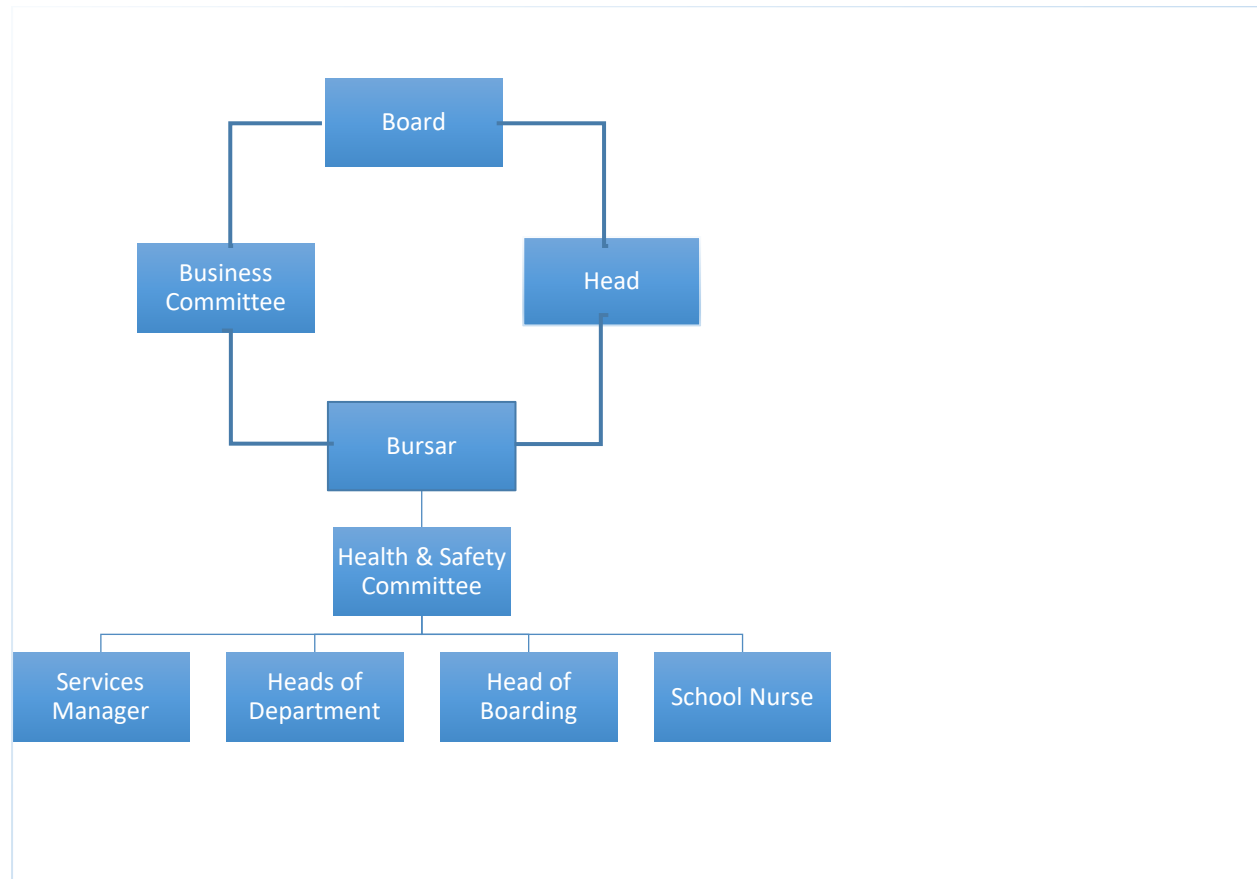 Board
Business
Committee
Head
Bursar
Health & Safety
Committee
Services
Manager
Heads of
Department
Head of
Boarding
School Nurse